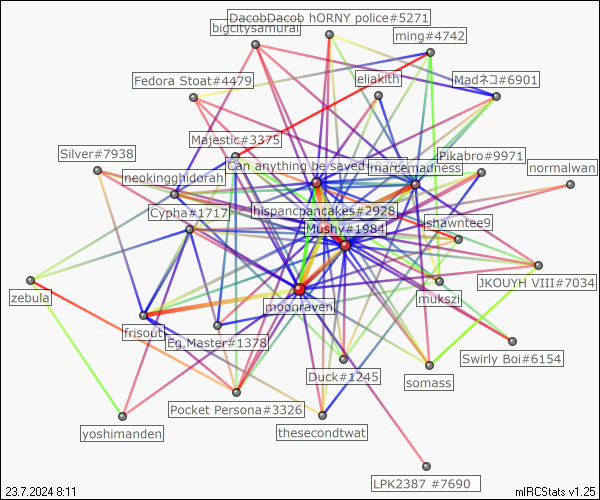 DacobDacob hORNY police#5271
bigcitysamurai
ming#4742
Fedora Stoat#4479
eliakith
Madネコ#6901
Majestic#3375
Silver#7938
Can anything be saved
Pikabro#9971
neokingghidorah
marcemadness
normalwan
Cypha#1717
hispancpancakes#2928
shawntee9
Mushy#1984
zebula
moonraven
mukszi
JKOUYH VIII#7034
frisout
Eg.Master#1378
Swirly Boi#6154
Duck#1245
somass
Pocket Persona#3326
yoshimanden
thesecondtwat
LPK2387 #7690
23.7.2024 8:11
mIRCStats v1.25